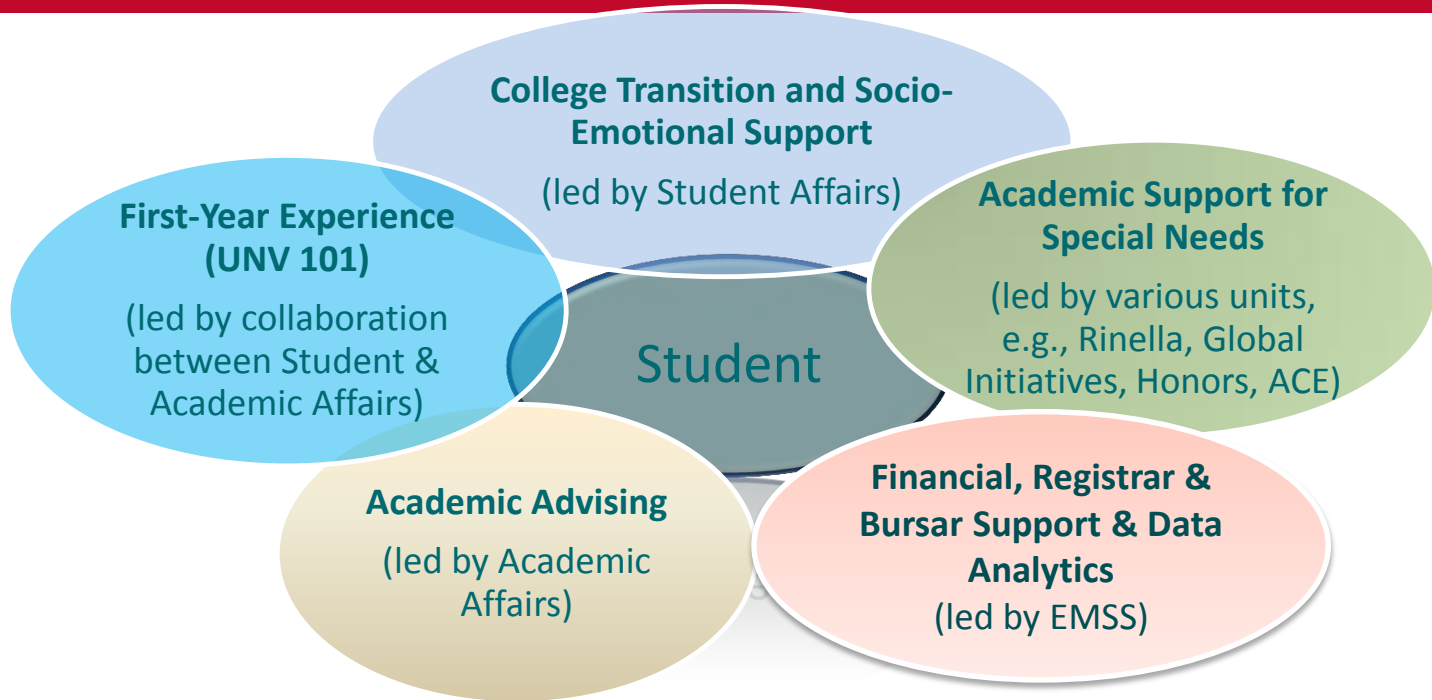 College Transition and Socio-
Emotional Support
(led by Student Affairs)
First-Year Experience
(UNV 101)
(led by collaboration
between Student &
Academic Affairs)
Academic Support for
Special Needs
(led by various units,
e.g., Rinella, Global
Initiatives, Honors, ACE)
Student
Academic Advising
(led by Academic
Affairs)
Financial, Registrar &
Bursar Support & Data
Analytics
(led by EMSS)